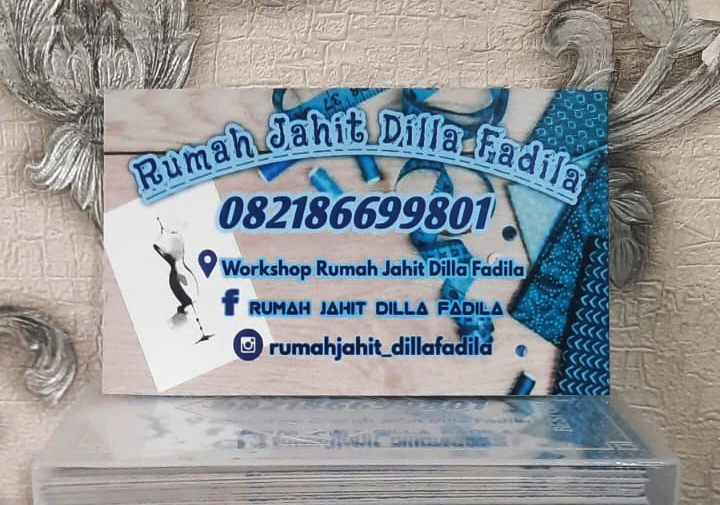 Rumah Jahit Dilla Fadila
082186699801
Workshop Rumah Jahit Dilla Fadila
f RUMAH JAHIT DILLA FADILA
rumahjahit_dillafadila